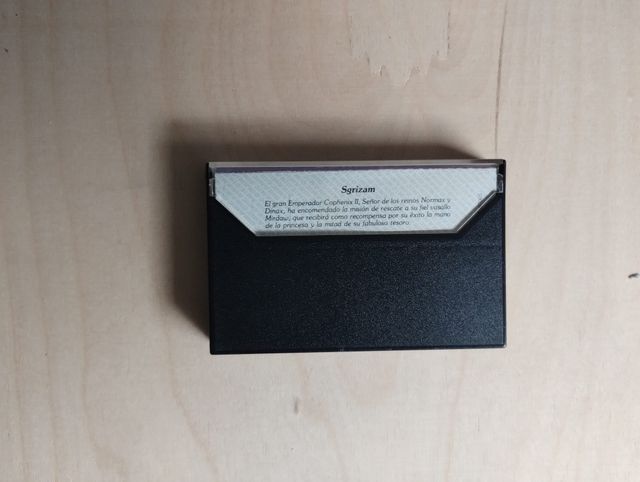 Sgrizam
El gran Emperador Cophenix II, Señor de los reinos Normax y
Dinax, ha encomendado la misión de rescate a su fiel vasallo
Mirdav, que recibirá como recompensa por su éxito la mano
de la princesa y la mitad de su fabuloso tesoro.